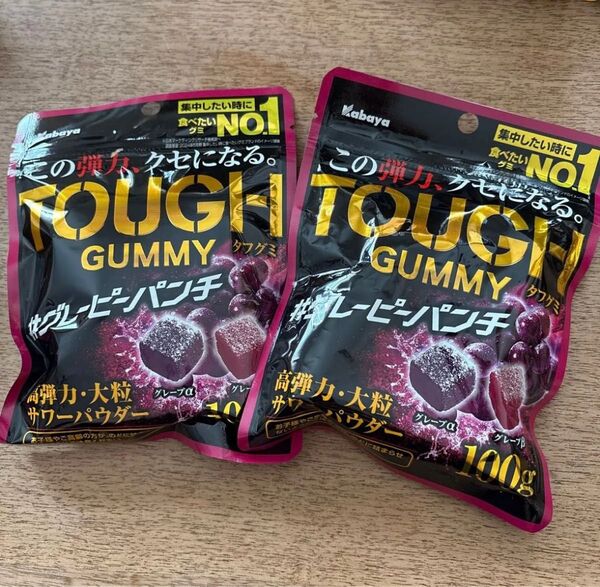 Kabaya
集中したい時に
食べたい
グミ
NO.1
この弾力、クセになる。
TOUGH
GUMMY
タフグミ
#グレーピーパンチ
グレープα
高弾力・大粒
サワーパウダー
Kabaya
集中したい時に
食べたい
グミ
NO.1
この弾力、クセになる。
TOUGH
GUMMY
タフグミ
#グレーピーパンチ
グレープα
グレープβ
高弾力・大粒
サワーパウダー
100g